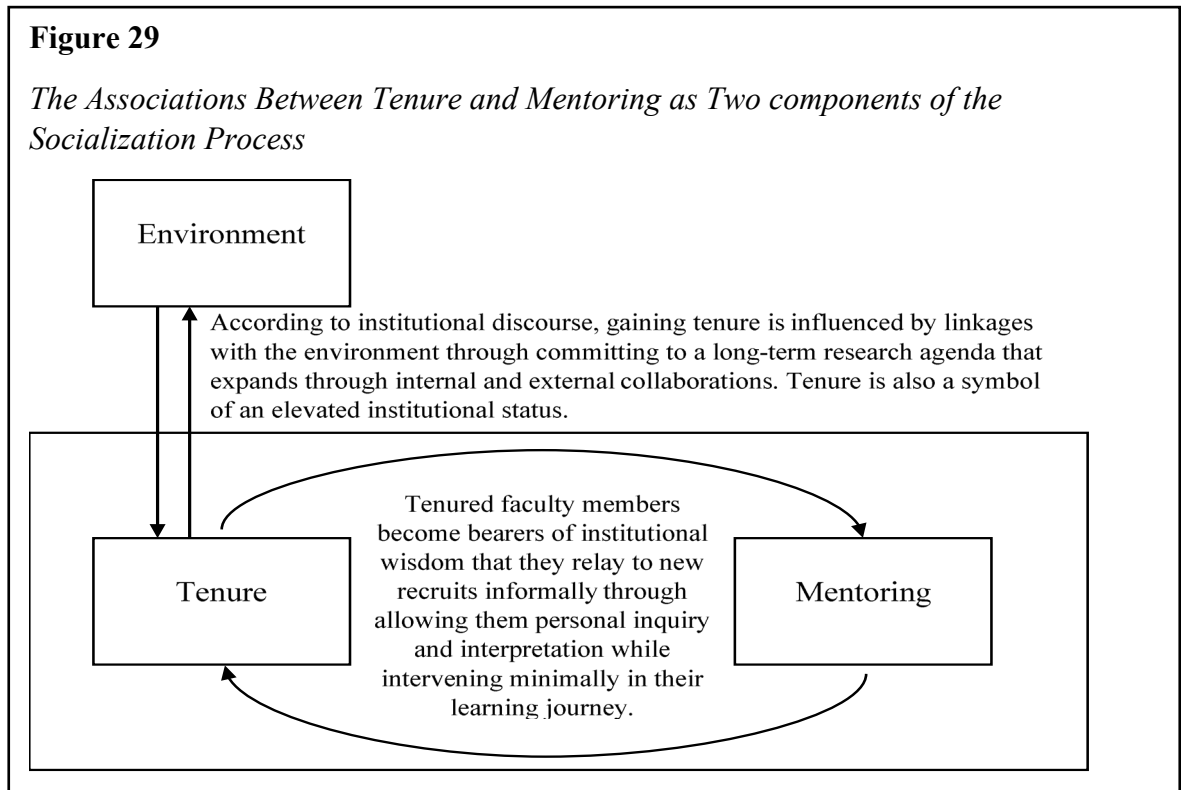 Figure 29
The Associations Between Tenure and Mentoring as Two components of the
Socialization Process
Environment
According to institutional discourse, gaining tenure is influenced by linkages
with the environment through committing to a long-term research agenda that
expands through internal and external collaborations. Tenure is also a symbol
of an elevated institutional status.
Tenure
Tenured faculty members
become bearers of institutional
wisdom that they relay to new
recruits informally through
allowing them personal inquiry
and interpretation while
intervening minimally in their
learning journey.
Mentoring